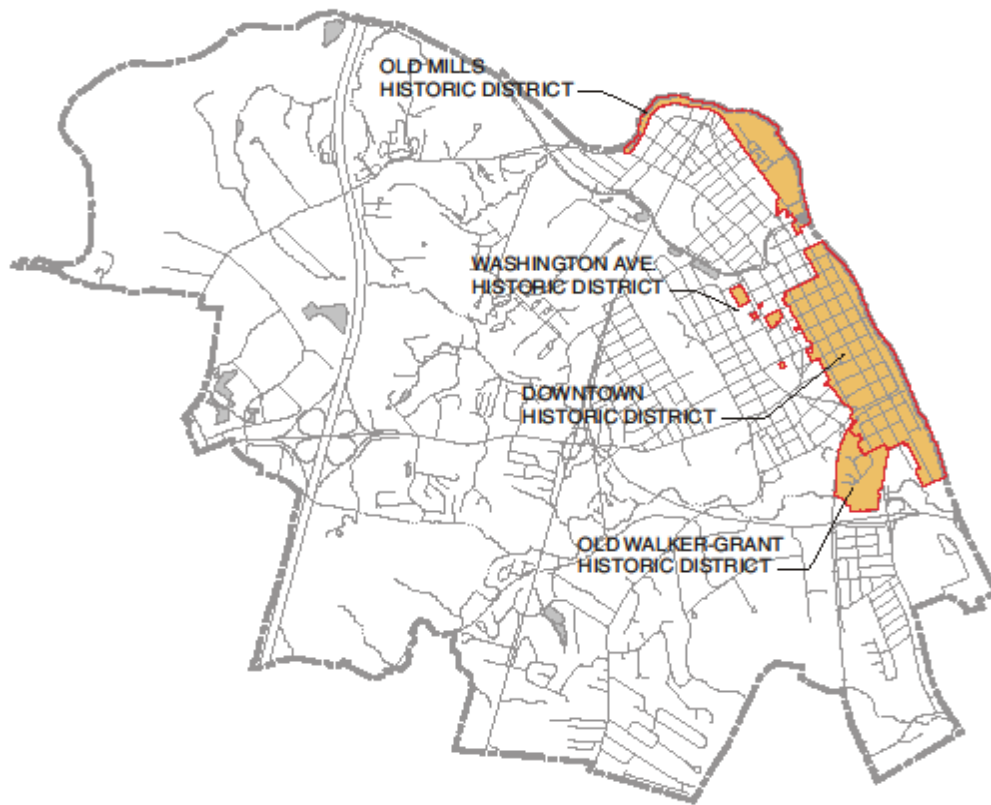 OLD MILLS
HISTORIC DISTRICT
WASHINGTON AVE.
HISTORIC DISTRICT
DOWNTOWN
HISTORIC DISTRICT
OLD WALKER-GRANT
HISTORIC DISTRICT